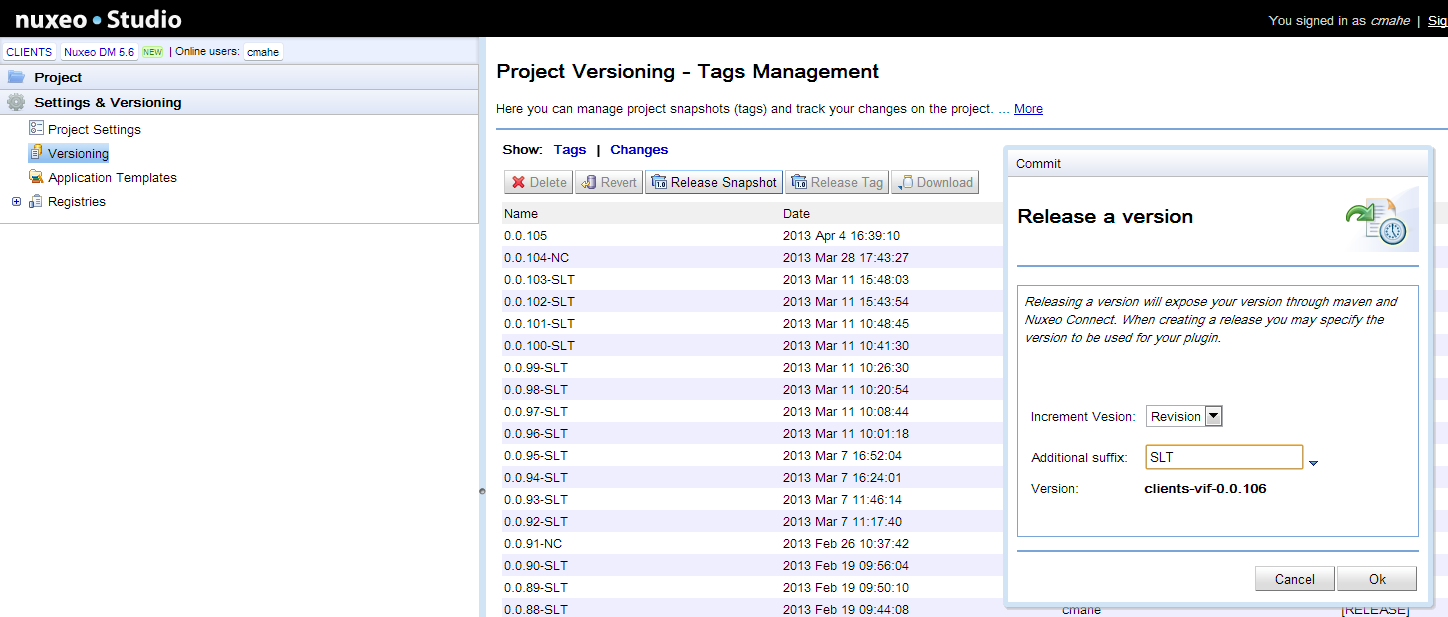 nuxeo • Studio
You signed in as cmahe | Sig
CLIENTS Nuxeo DM 5.6 NEW | Online users: cmahe
Project
Settings & Versioning
Project Settings
Versioning
Application Templates
Registries
Project Versioning - Tags Management
Here you can manage project snapshots (tags) and track your changes on the project. ... More
Show: Tags | Changes
Delete Revert Release Snapshot Release Tag Download
Name Date
0.0.105 2013 Apr 4 16:39:10
0.0.104-NC 2013 Mar 28 17:43:27
0.0.103-SLT 2013 Mar 11 15:48:03
0.0.102-SLT 2013 Mar 11 15:43:54
0.0.101-SLT 2013 Mar 11 10:48:45
0.0.100-SLT 2013 Mar 11 10:41:30
0.0.99-SLT 2013 Mar 11 10:26:30
0.0.98-SLT 2013 Mar 11 10:20:54
0.0.97-SLT 2013 Mar 11 10:08:44
0.0.96-SLT 2013 Mar 11 10:01:18
0.0.95-SLT 2013 Mar 7 16:52:04
0.0.94-SLT 2013 Mar 7 16:24:01
0.0.93-SLT 2013 Mar 7 11:46:14
0.0.92-SLT 2013 Mar 7 11:17:40
0.0.91-NC 2013 Feb 26 10:37:42
0.0.90-SLT 2013 Feb 19 09:56:04
0.0.89-SLT 2013 Feb 19 09:50:10
0.0.88-SLT 2013 Feb 19 09:44:08 cmahe [RELEASE]
Commit
Release a version
Releasing a version will expose your version through maven and
Nuxeo Connect. When creating a release you may specify the
version to be used for your plugin.
Increment Vesion: Revision
Additional suffix: SLT
Version: clients-vif-0.0.106
Cancel Ok